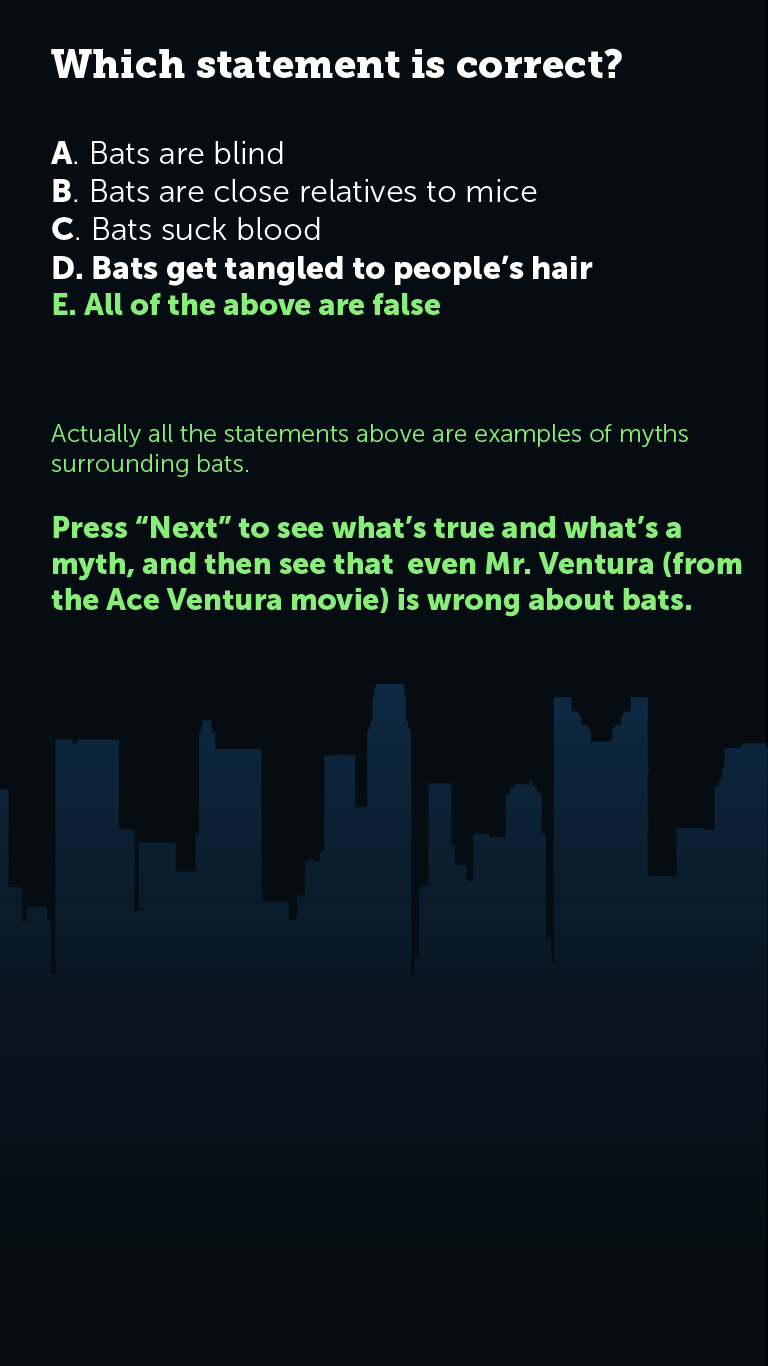 Which statement is correct?
A. Bats are blind
B. Bats are close relatives to mice
C. Bats suck blood
D. Bats get tangled to people’s hair
E. All of the above are false
Actually all the statements above are examples of myths
surrounding bats.
Press “Next” to see what’s true and what’s a
myth, and then see that  even Mr. Ventura (from
the Ace Ventura movie) is wrong about bats.